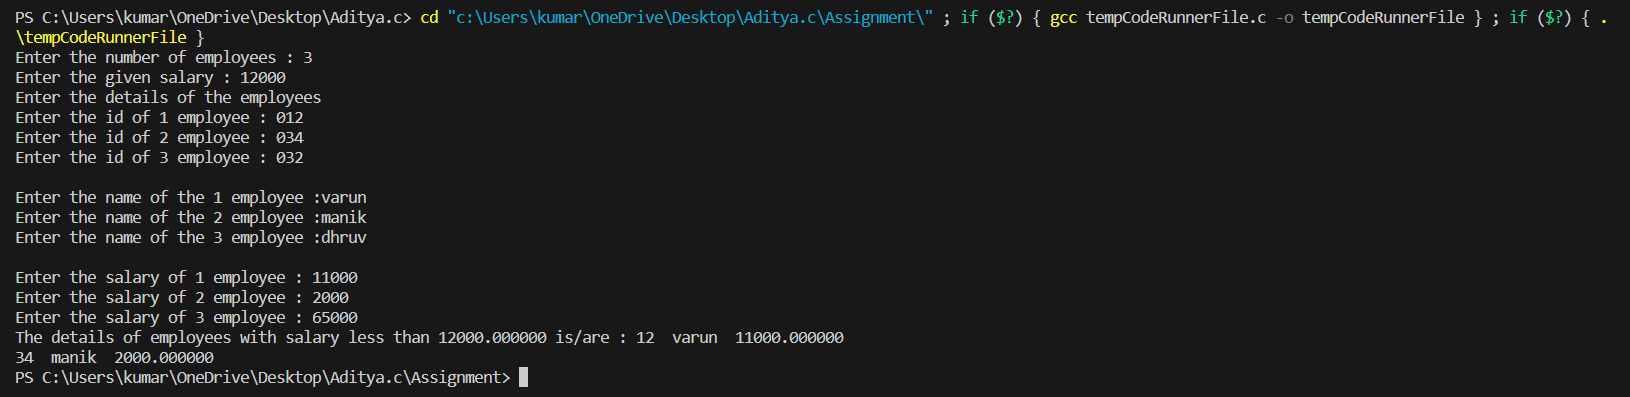 PS C:\Users\kumar\OneDrive\Desktop\Aditya.c> cd "c:\Users\kumar\OneDrive\Desktop\Aditya.c\Assignment\" ; if ($?) { gcc tempCodeRunnerFile.c -o tempCodeRunnerFile } ; if ($?) { .
\tempCodeRunnerFile }
Enter the number of employees : 3
Enter the given salary : 12000
Enter the details of the employees
Enter the id of 1 employee : 012
Enter the id of 2 employee : 034
Enter the id of 3 employee : 032
Enter the name of the 1 employee :varun
Enter the name of the 2 employee :manik
Enter the name of the 3 employee :dhruv
Enter the salary of 1 employee : 11000
Enter the salary of 2 employee : 2000
Enter the salary of 3 employee : 65000
The details of employees with salary less than 12000.000000 is/are : 12  varun  11000.000000
34  manik  2000.000000
PS C:\Users\kumar\OneDrive\Desktop\Aditya.c\Assignment>